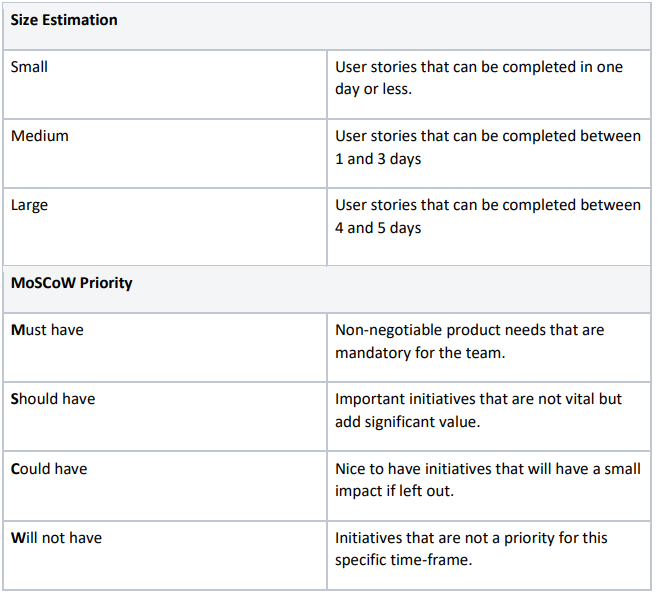 Size Estimation
Small
User stories that can be completed in one
day or less.
Medium
User stories that can be completed between
1 and 3 days
Large
User stories that can be completed between
4 and 5 days
MoSCoW Priority
Must have
Non-negotiable product needs that are
mandatory for the team.
Should have
Important initiatives that are not vital but
add significant value.
Could have
Nice to have initiatives that will have a small
impact if left out.
Will not have
Initiatives that are not a priority for this
specific time-frame.